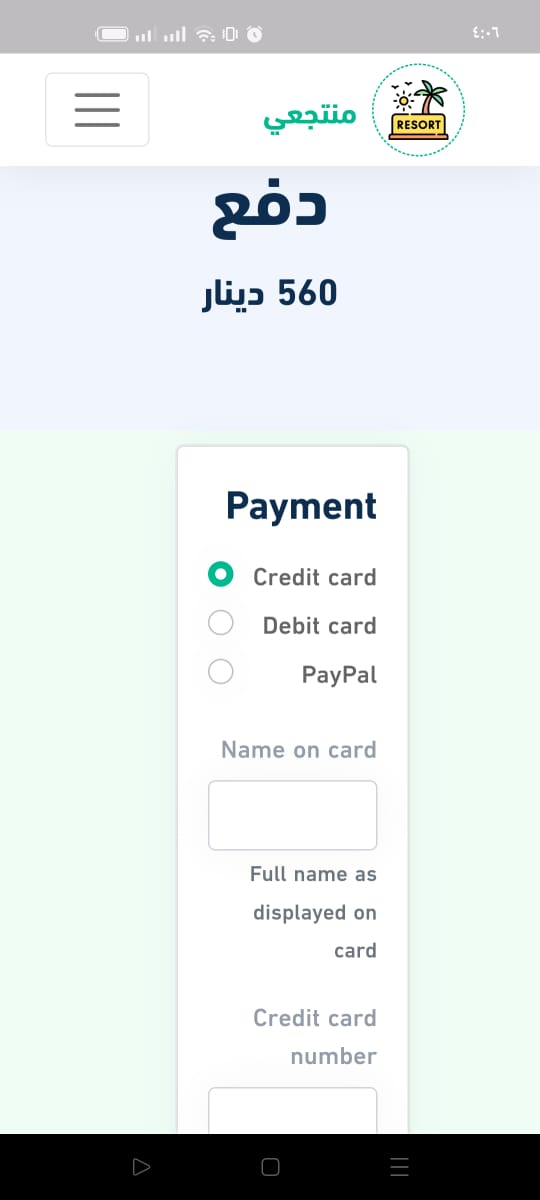 ٤:٠٦
منتجعي
RESORT
دفع
560 دينار
Payment
Credit card
Debit card
PayPal
Name on card
Full name as
displayed on
card
Credit card
number